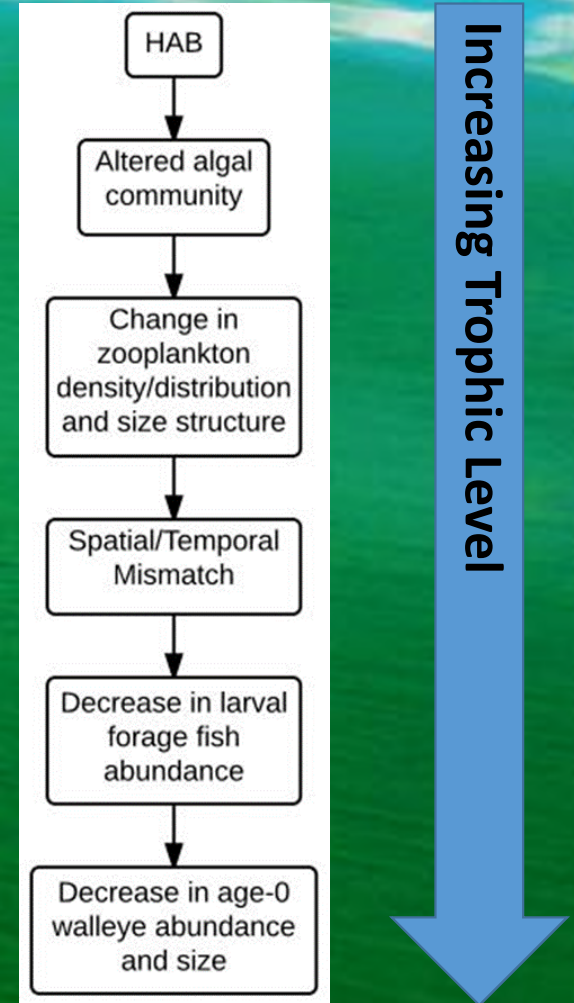 HAB
Altered algal
community
Change in
zooplankton
density/distribution
and size structure
Spatial/Temporal
Mismatch
Decrease in larval
forage fish
abundance
Decrease in age-0
walleye abundance
and size
Increasing Trophic Level